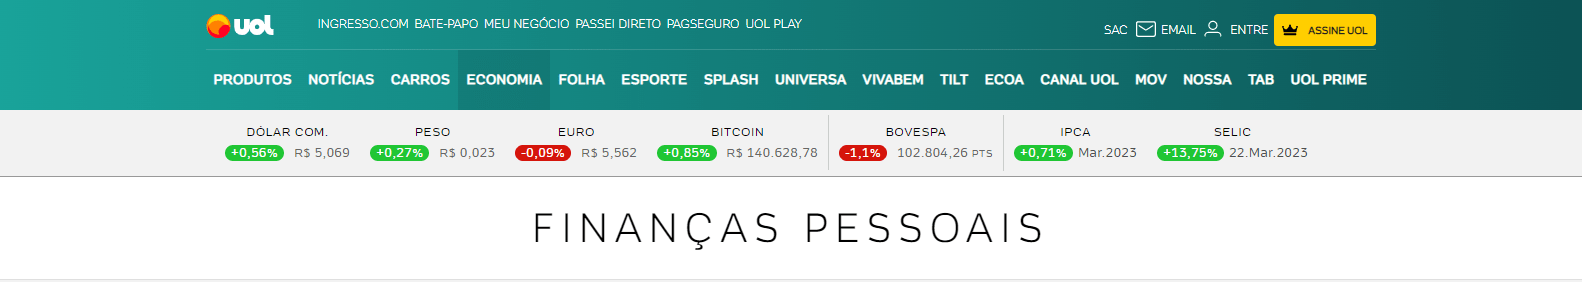 uol INGRESSO.COM BATE-PAPO MEU NEGÓCIO PASSEI DIRETO PAGSEGURO UOL PLAY SAC EMAIL ENTRE ASSINE UOL
PRODUTOS NOTÍCIAS CARROS ECONOMIA FOLHA ESPORTE SPLASH UNIVERSA VIVABEM TILT ECOA CANAL UOL MOV NOSSA TAB UOL PRIME
DÓLAR COM. PESO EURO BITCOIN BOVESPA IPCA SELIC
+0,56% R$ 5,069 +0,27% R$ 0,023 -0,09% R$ 5,562 +0,85% R$ 140.628,78 -1,1% 102.804,26 PTS +0,71% Mar.2023 +13,75% 22.Mar.2023
FINANÇAS PESSOAIS